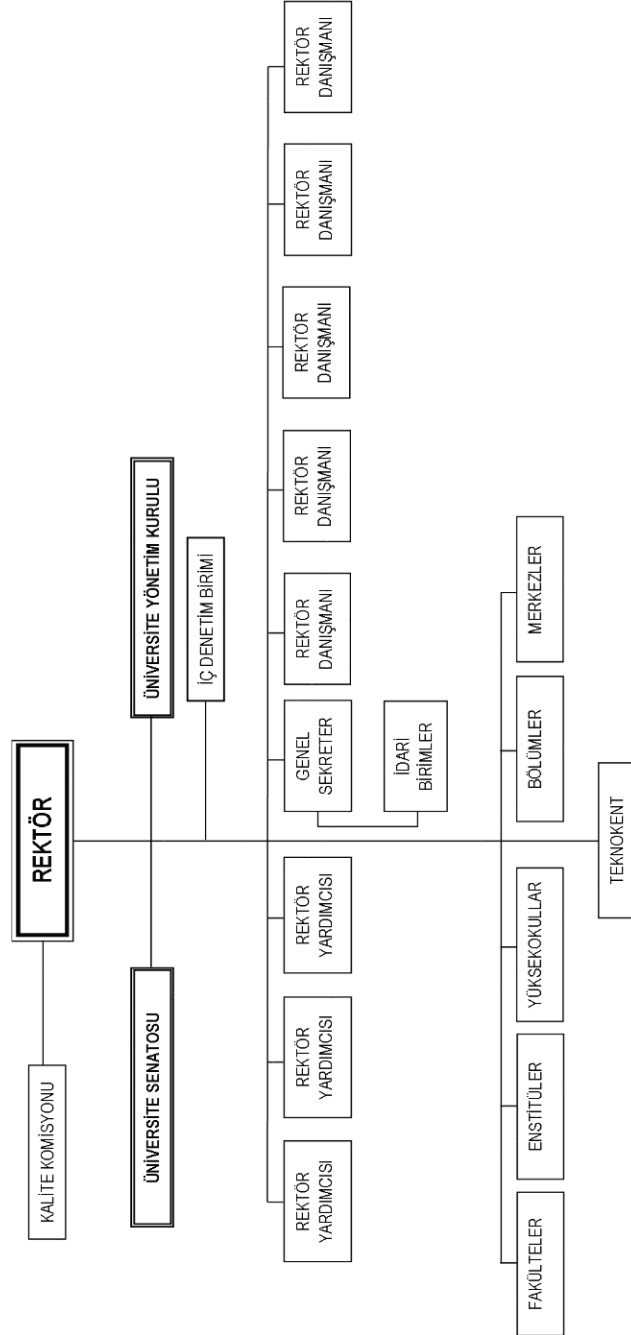 REKTÖR
KALİTE KOMİSYONU
ÜNİVERSİTE SENATOSU
ÜNİVERSİTE YÖNETİM KURULU
İÇ DENETİM BİRİMİ
REKTÖR
YARDIMCISI
REKTÖR
YARDIMCISI
REKTÖR
YARDIMCISI
GENEL
SEKRETER
REKTÖR
DANIŞMANI
REKTÖR
DANIŞMANI
REKTÖR
DANIŞMANI
REKTÖR
DANIŞMANI
REKTÖR
DANIŞMANI
İDARİ
BİRİMLER
FAKÜLTELER
ENSTİTÜLER
YÜKSEKOKULLAR
BÖLÜMLER
MERKEZLER
TEKNOKENT